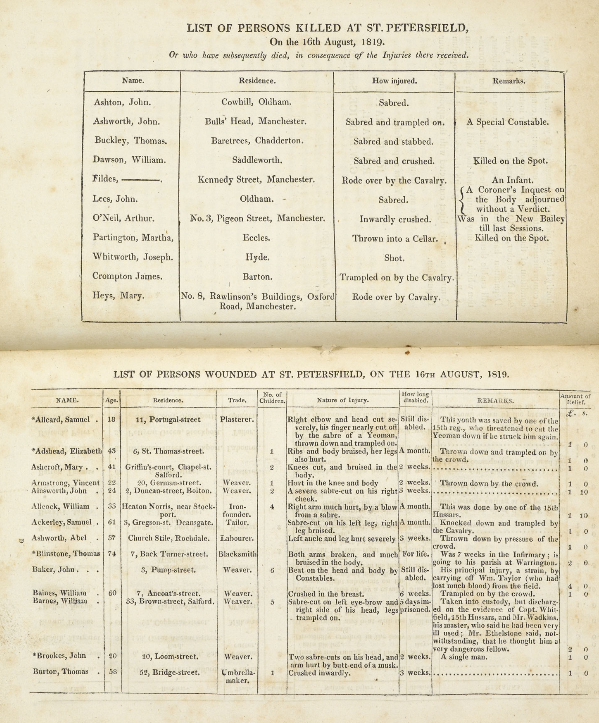 LIST OF PERSONS KILLED AT ST. PETERSFIELD,
On the 16th August, 1819.
Or who have subsequently died, in consequence of the Injuries there received.
Name. Residence. How injured. Remarks.
Ashton, John. Cowhill, Oldham. Sabred.
Ashworth, John. Bulls' Head, Manchester. Sabred and trampled on. A Special Constable.
Buckley, Thomas. Baretrees, Chadderton. Sabred and stabbed.
Dawson, William. Saddleworth. Sabred and crushed. Killed on the Spot.
Fildes, ———. Kennedy Street, Manchester. Rode over by the Cavalry. An Infant.
Lees, John. Oldham. Sabred. { A Coroner's Inquest on
the Body adjourned
without a Verdict.
O'Neil, Arthur. No. 3, Pigeon Street, Manchester. Inwardly crushed. Was in the New Bailey
till last Sessions.
Partington, Martha, Eccles. Thrown into a Cellar. Killed on the Spot.
Whitworth, Joseph. Hyde. Shot.
Crompton James. Barton. Trampled on by the Cavalry.
Heys, Mary. No. 8, Rawlinson's Buildings, Oxford Rode over by Cavalry.
Road, Manchester.
LIST OF PERSONS WOUNDED AT ST. PETERSFIELD, ON THE 16TH AUGUST, 1819.
NAME. Age. Residence. Trade. No. of Children. Nature of Injury. How long disabled. REMARKS. Amount of Relief.
£. s.
*Allcard, Samuel . 19 11, Portugal-street Plasterer. Right elbow and head cut se- Still dis- This youth was saved by one of the
verely, his finger nearly cut off abled. 15th reg., who threatened to cut the
by the sabre of a Yeoman, Yeoman down if he struck him again.
thrown down and trampled on. 1 0
*Adshead, Elizabeth 43 6, St. Thomas-street. 1 Ribs and body bruised, her legs A month. Thrown down and trampled on by
also hurt. the crowd. 1 0
Ashcroft, Mary . . 41 Griffin's-court, Chapel-st. 2 Knees cut, and bruised in the 2 weeks. 1 0
Salford. body.
Armstrong, Vincent 22 20, German-street. Weaver. 1 Hurt in the knee and body 2 weeks. Thrown down by the crowd. 1 0
Ainsworth, John . 24 2, Duncan-street, Bolton. Weaver. 2 A severe sabre-cut on his right 3 weeks. 1 10
cheek.
Allcock, William . 35 Heaton Norris, near Stock- Iron- 4 Right arm much hurt, by a blow A month. This was done by one of the 15th
port. founder. from a sabre. Hussars. 2 10
Ackerley, Samuel . 61 3, Gregson-st. Deansgate. Tailor. Sabre-cut on his left leg, right A month. Knocked down and trampled by
leg bruised. the Cavalry. 1 0
Ashworth, Abel . 37 Church Stile, Rochdale. Labourer. Left ancle and leg hurt severely 3 weeks. Thrown down by pressure of the
crowd. 1 0
*Blinstone, Thomas 74 7, Back Turner-street. Blacksmith Both arms broken, and much For life. Was 7 weeks in the Infirmary; is
bruised in the body. going to his parish at Warrington. 2 0
Baker, John . . . 3, Pump-street. Weaver. 6 Beat on the head and body by Still dis- His principal injury, a strain, by
Constables. abled. carrying off Wm. Taylor (who had
lost much blood) from the field. 4 0
Baines, William . 60 7, Ancoat's-street. Weaver. Crushed in the breast. 6 weeks. Trampled on by the crowd. 1 0
Barnes, William . 33, Brown-street, Salford. Weaver. 5 Sabre-cut on left eye-brow and 5 days im- Taken into custody, but discharg-
right side of his head, legs prisoned. ed on the evidence of Capt. Whit-
trampled on. field, 15th Hussars, and Mr. Wadkins,
his master, who said he had been very
ill used; Mr. Ethelstone said, not-
withstanding, that he thought him a
very dangerous fellow. 2 0
*Brookes, John . 20 20, Loom-street. Weaver. Two sabre-cuts on his head, and 2 weeks. A single man. 1 0
arm hurt by butt-end of a musk.
Burton, Thomas . 53 52, Bridge-street. Umbrella- 1 Crushed inwardly. 3 weeks. 1 0
maker.